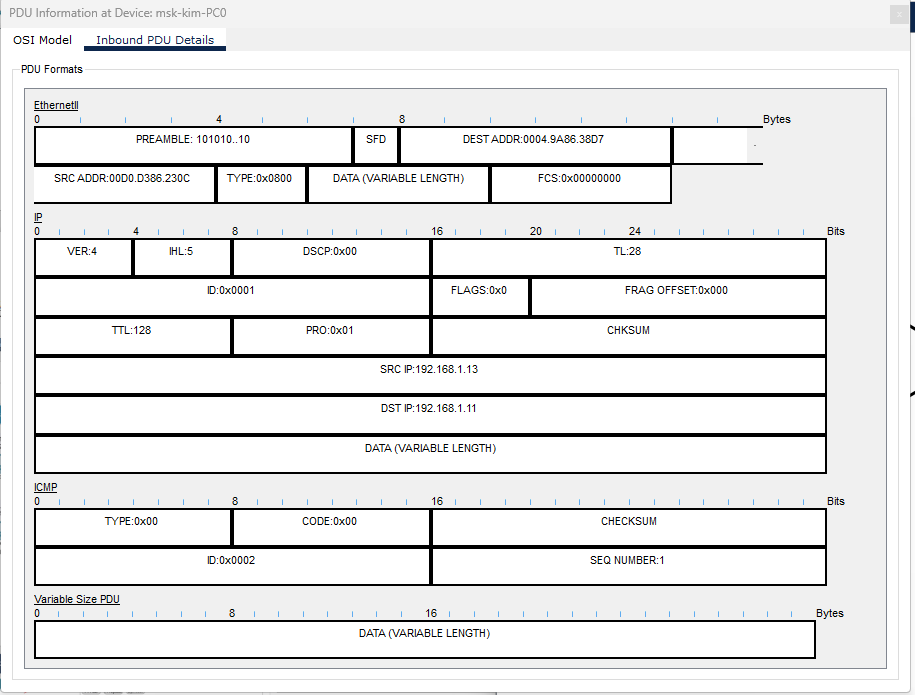 PDU Information at Device: msk-kim-PC0
x
OSI Model Inbound PDU Details
PDU Formats
EthernetII
0 4 8 Bytes
PREAMBLE: 101010..10 SFD DEST ADDR:0004.9A86.38D7
SRC ADDR:00D0.D386.230C TYPE:0x0800 DATA (VARIABLE LENGTH) FCS:0x00000000
IP
0 4 8 16 20 24 Bits
VER:4 IHL:5 DSCP:0x00 TL:28
ID:0x0001 FLAGS:0x0 FRAG OFFSET:0x000
TTL:128 PRO:0x01 CHKSUM
SRC IP:192.168.1.13
DST IP:192.168.1.11
DATA (VARIABLE LENGTH)
ICMP
0 8 16 Bits
TYPE:0x00 CODE:0x00 CHECKSUM
ID:0x0002 SEQ NUMBER:1
Variable Size PDU
0 8 16 Bytes
DATA (VARIABLE LENGTH)